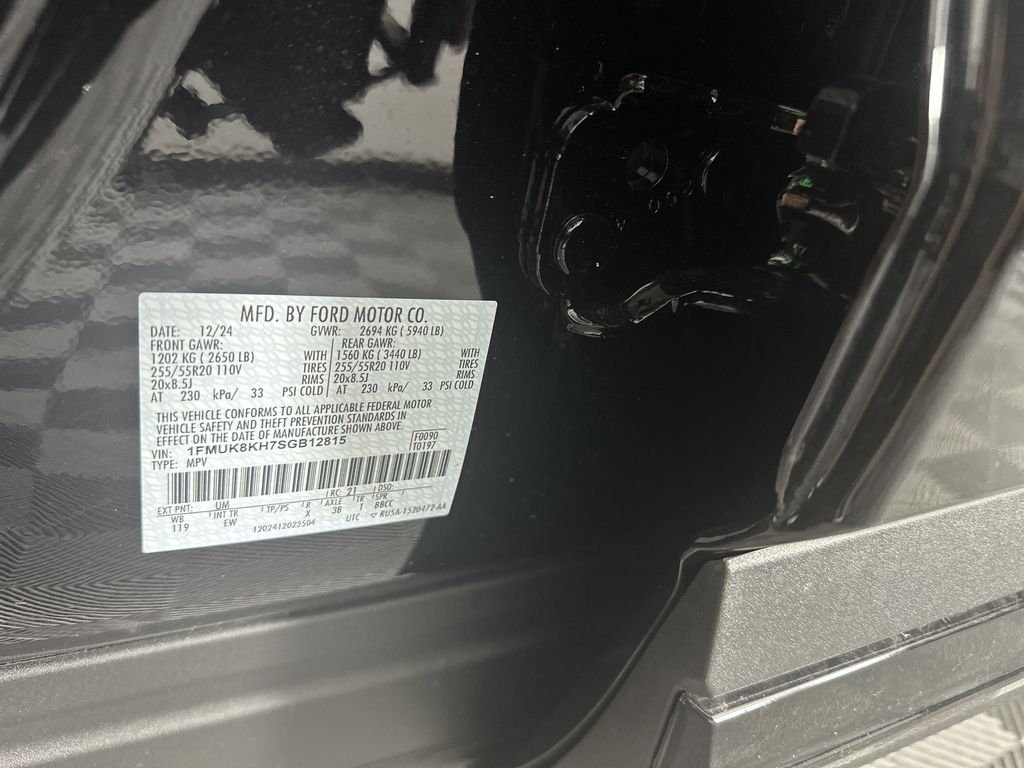 MFD. BY FORD MOTOR CO.
DATE: 12/24 GVWR: 2694 KG ( 5940 LB)
FRONT GAWR: REAR GAWR:
1202 KG ( 2650 LB) WITH 1560 KG ( 3440 LB) WITH
255/55R20 110V TIRES 255/55R20 110V TIRES
20x8.5J RIMS 20x8.5J RIMS
AT 230 kPa/ 33 PSI COLD AT 230 kPa/ 33 PSI COLD
THIS VEHICLE CONFORMS TO ALL APPLICABLE FEDERAL MOTOR
VEHICLE SAFETY AND THEFT PREVENTION STANDARDS IN
EFFECT ON THE DATE OF MANUFACTURE SHOWN ABOVE.
VIN: 1FMUK8KH7SGB12815 F0090
TYPE: MPV T0197
EXT PNT: UM RC: 21 DSO:
WB INT TR TP/PS R AXLE TR SPR
119 EW X 3B T BBCC
1202412023504 UTC ▽ RU5A-1520472-AA